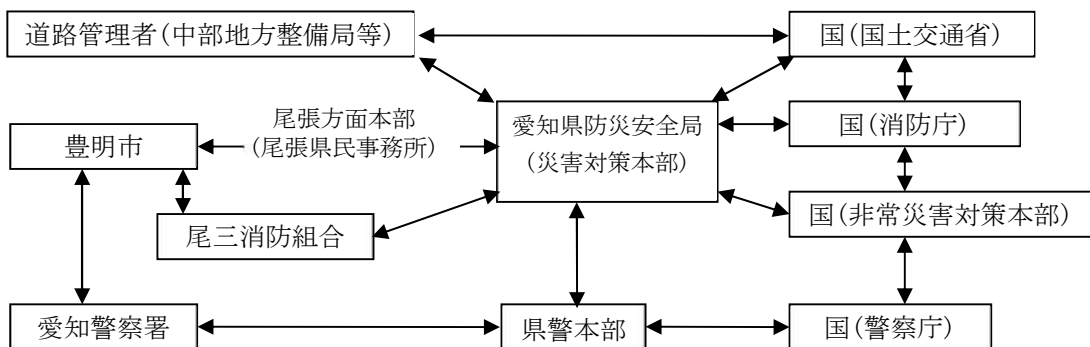 道路管理者(中部地方整備局等)
国(国土交通省)
尾張方面本部
(尾張県民事務所)
愛知県防災安全局
(災害対策本部)
国(消防庁)
豊明市
尾三消防組合
国(非常災害対策本部)
愛知警察署
県警本部
国(警察庁)